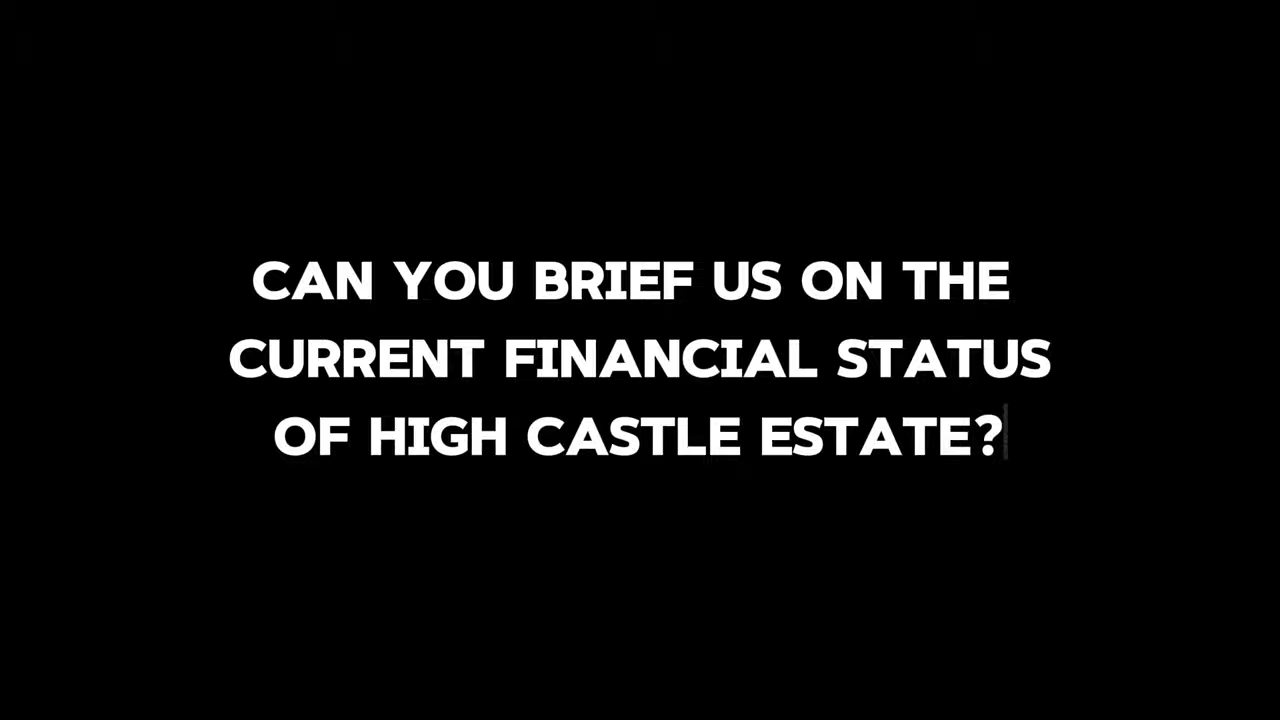 CAN YOU BRIEF US ON THE
CURRENT FINANCIAL STATUS
OF HIGH CASTLE ESTATE?